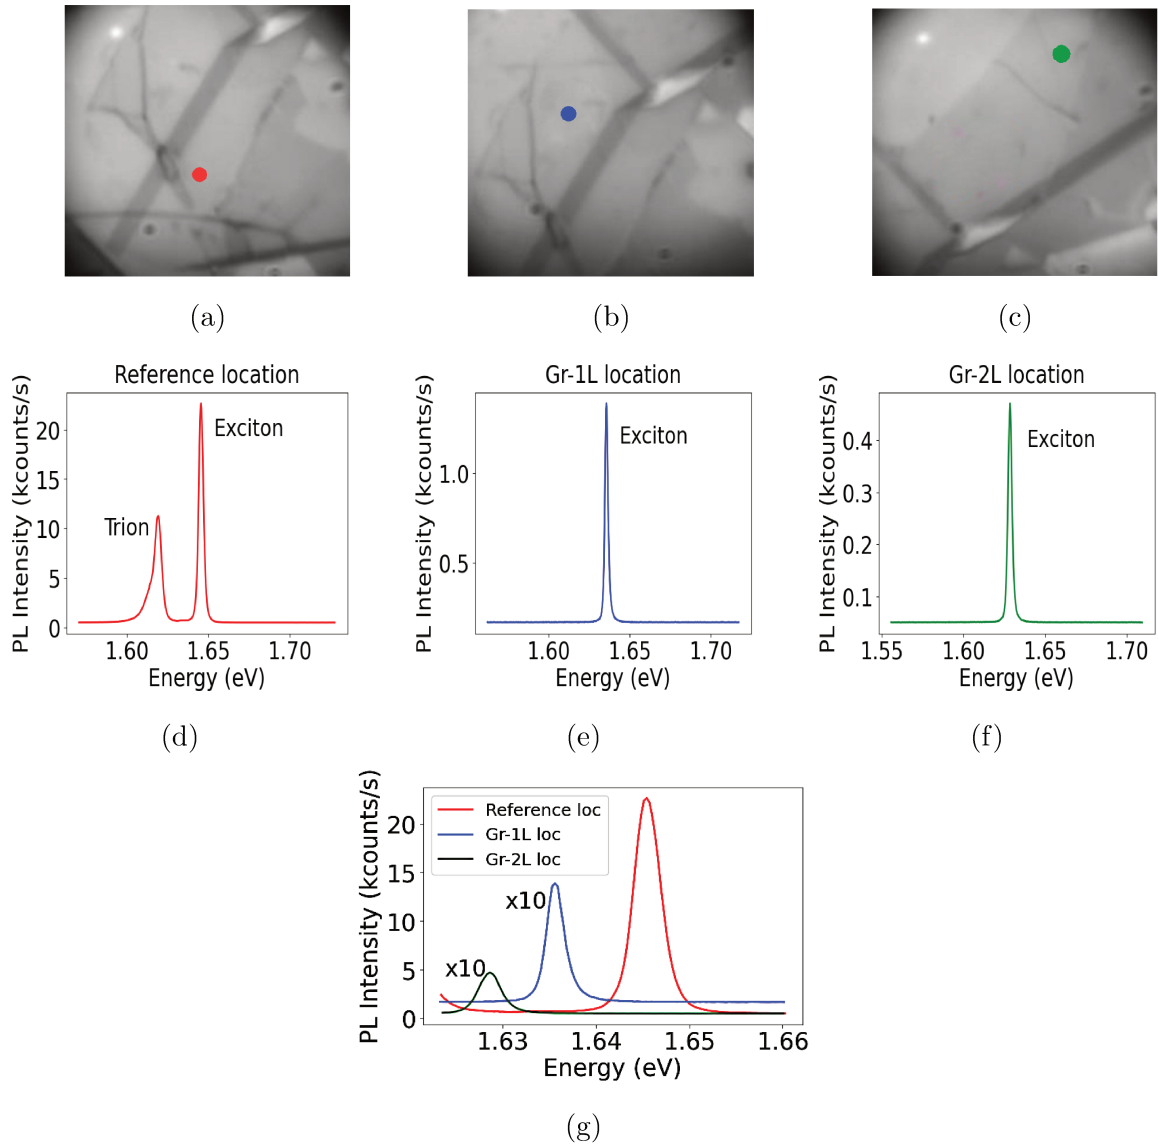 (a)
(b)
(c)
Reference location
PL Intensity (kcounts/s)
20
15
10
5
0
Trion
Exciton
1.60
1.65
1.70
Energy (eV)
(d)
Gr-1L location
PL Intensity (kcounts/s)
1.0
0.5
Exciton
1.60
1.65
1.70
Energy (eV)
(e)
Gr-2L location
PL Intensity (kcounts/s)
0.4
0.3
0.2
0.1
Exciton
1.55
1.60
1.65
1.70
Energy (eV)
(f)
PL Intensity (kcounts/s)
20
15
10
5
0
Reference loc
Gr-1L loc
Gr-2L loc
x10
x10
1.63
1.64
1.65
1.66
Energy (eV)
(g)